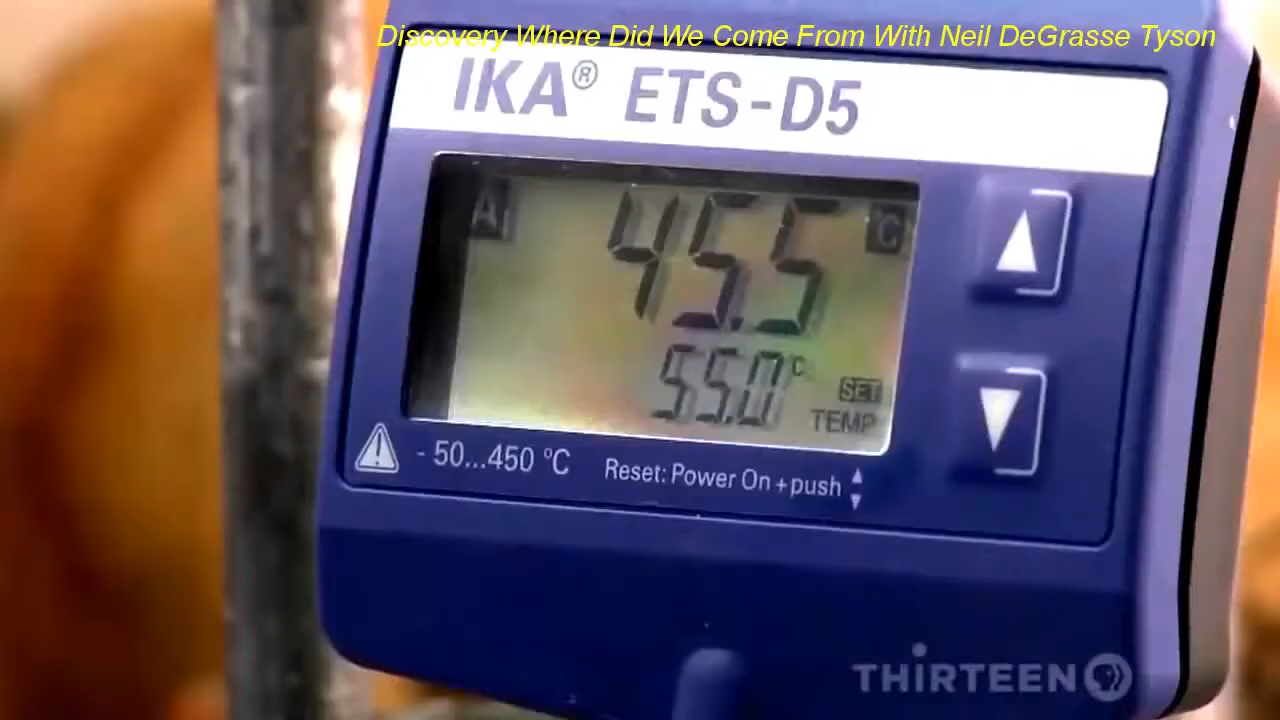 Discovery Where Did We Come From With Neil DeGrasse Tyson
IKA® ETS-D5
A
45.5 °C
55.0 °C
SET
TEMP
- 50...450 °C
Reset: Power On + push
THIRTEEN